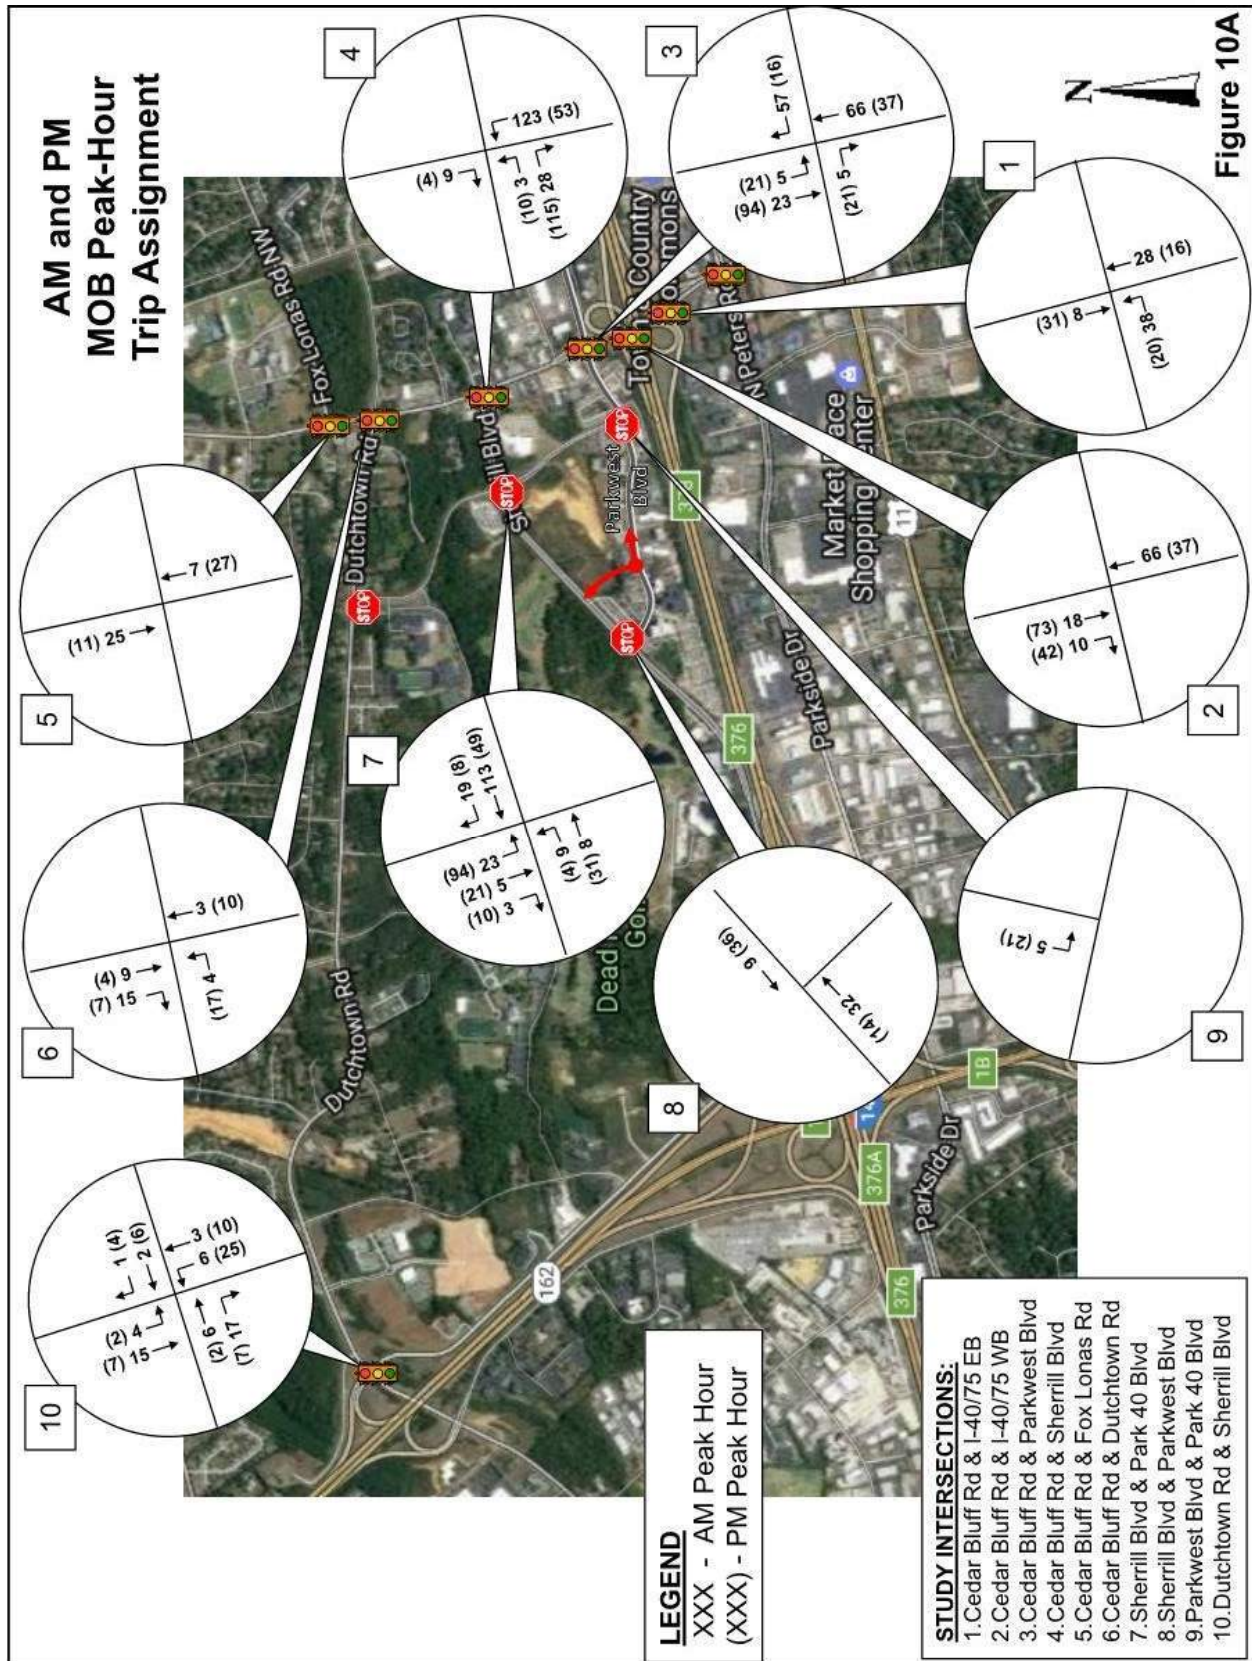 AM and PM
MOB Peak-Hour
Trip Assignment
10
1 (4)
2 (6)
(2) 4
(7) 15
3 (10)
6 (25)
(2) 6
(7) 17
6
(4) 9
(7) 15
3 (10)
(17) 4
5
(11) 25
7 (27)
4
(4) 9
123 (53)
(10) 3
(115) 28
7
19 (8)
113 (49)
(94) 23
(21) 5
(10) 3
(4) 9
(31) 8
3
57 (16)
(21) 5
(94) 23
66 (37)
(21) 5
8
9 (36)
(14) 32
9
5 (21)
2
(73) 18
(42) 10
66 (37)
1
(31) 8
28 (16)
(20) 38
Fox Lonas Rd NW
Dutchtown Rd
Dutchtown Rd
Blvd
STOP
STOP
STOP
STOP
Parkwest
Blvd
Country
N Peters
Dead
162
376
376
376A
1B
11
Parkside Dr
Parkside Dr
Market
Shopping
N
LEGEND
XXX - AM Peak Hour
(XXX) - PM Peak Hour
STUDY INTERSECTIONS:
1.Cedar Bluff Rd & I-40/75 EB
2.Cedar Bluff Rd & I-40/75 WB
3.Cedar Bluff Rd & Parkwest Blvd
4.Cedar Bluff Rd & Sherrill Blvd
5.Cedar Bluff Rd & Fox Lonas Rd
6.Cedar Bluff Rd & Dutchtown Rd
7.Sherrill Blvd & Park 40 Blvd
8.Sherrill Blvd & Parkwest Blvd
9.Parkwest Blvd & Park 40 Blvd
10.Dutchtown Rd & Sherrill Blvd
Figure 10A